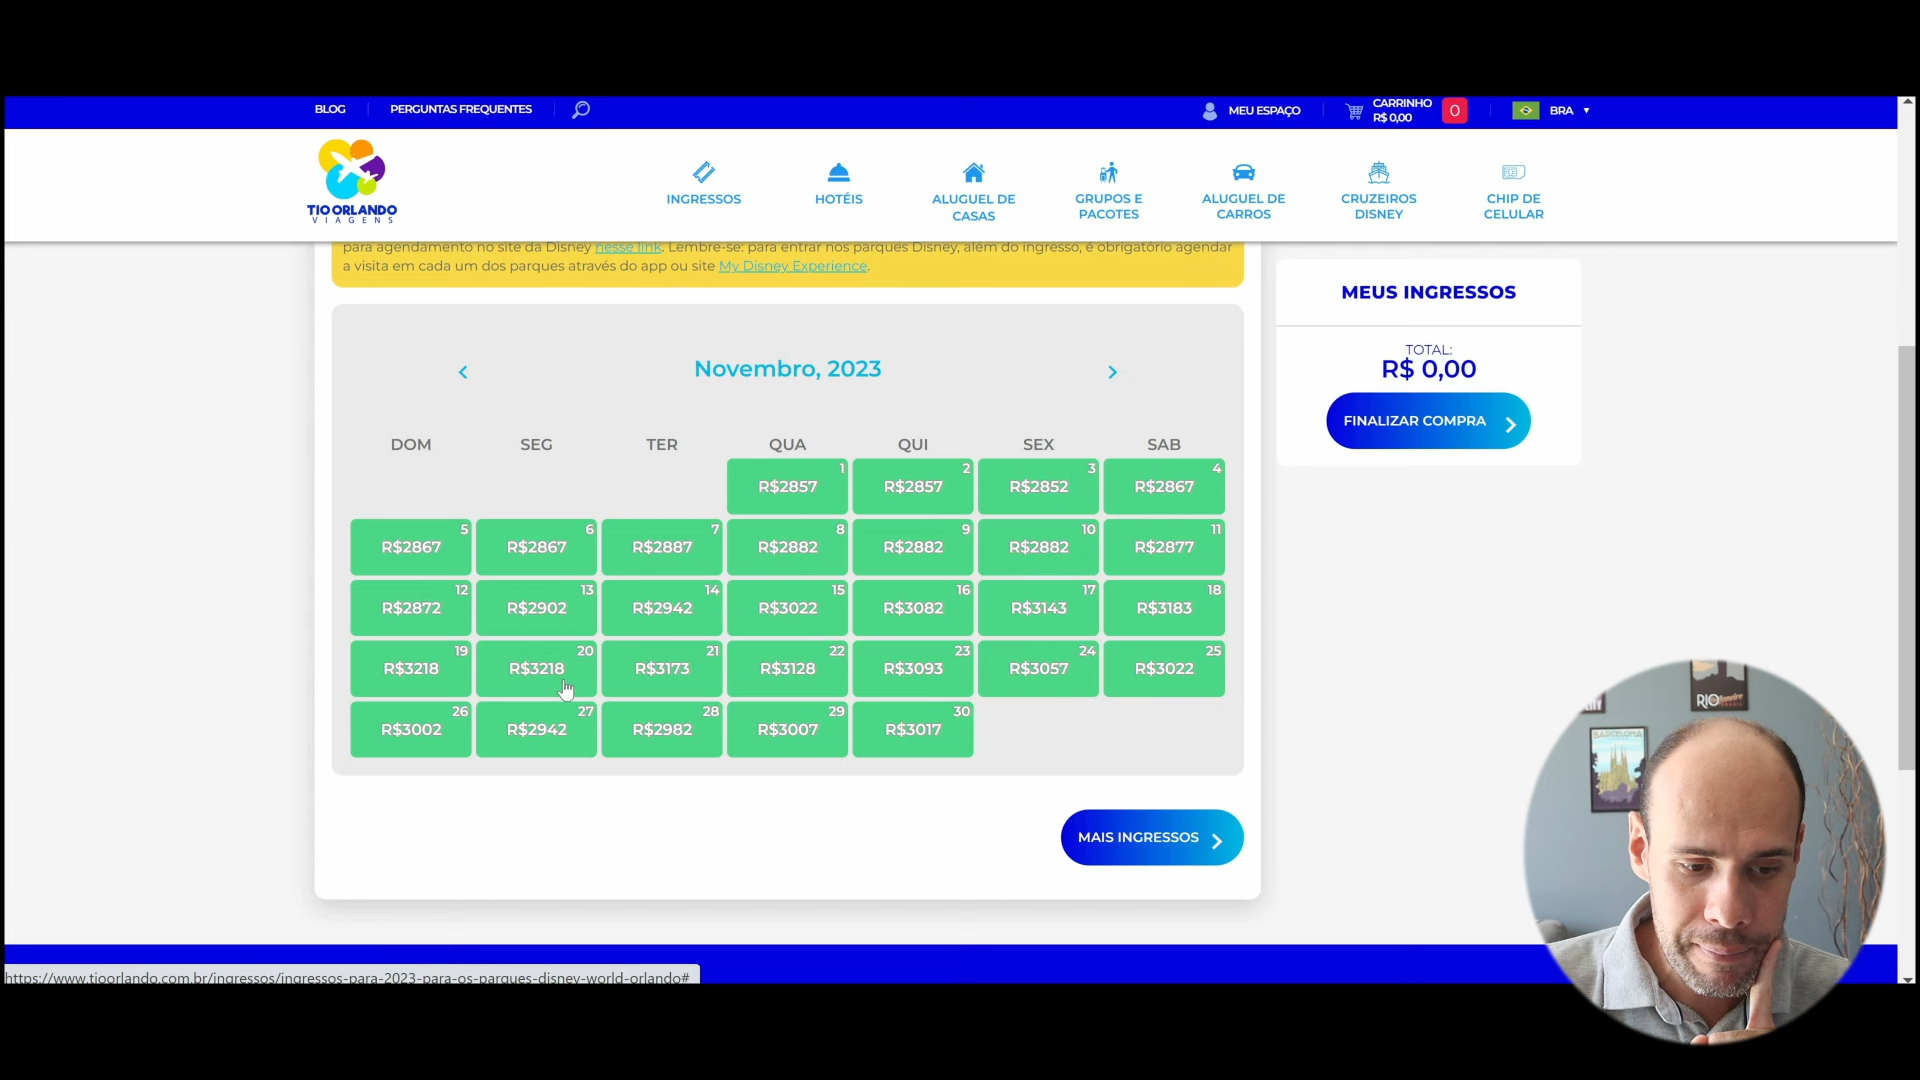 BLOG
PERGUNTAS FREQUENTES
MEU ESPAÇO
CARRINHO
R$ 0,00
0
BRA
TIO ORLANDO
VIAGENS
INGRESSOS
HOTÉIS
ALUGUEL DE
CASAS
GRUPOS E
PACOTES
ALUGUEL DE
CARROS
CRUZEIROS
DISNEY
CHIP DE
CELULAR
para agendamento no site da Disney nesse link. Lembre-se: para entrar nos parques Disney, além do ingresso, é obrigatório agendar
a visita em cada um dos parques através do app ou site My Disney Experience.
MEUS INGRESSOS
TOTAL:
R$ 0,00
FINALIZAR COMPRA
Novembro, 2023
DOM SEG TER QUA QUI SEX SAB
1 2 3 4
R$2857 R$2857 R$2852 R$2867
5 6 7 8 9 10 11
R$2867 R$2867 R$2887 R$2882 R$2882 R$2882 R$2877
12 13 14 15 16 17 18
R$2872 R$2902 R$2942 R$3022 R$3082 R$3143 R$3183
19 20 21 22 23 24 25
R$3218 R$3218 R$3173 R$3128 R$3093 R$3057 R$3022
26 27 28 29 30
R$3002 R$2942 R$2982 R$3007 R$3017
MAIS INGRESSOS
RIO
BARCELONA
https://www.tioorlando.com.br/ingressos/ingressos-para-2023-para-os-parques-disney-world-orlando#